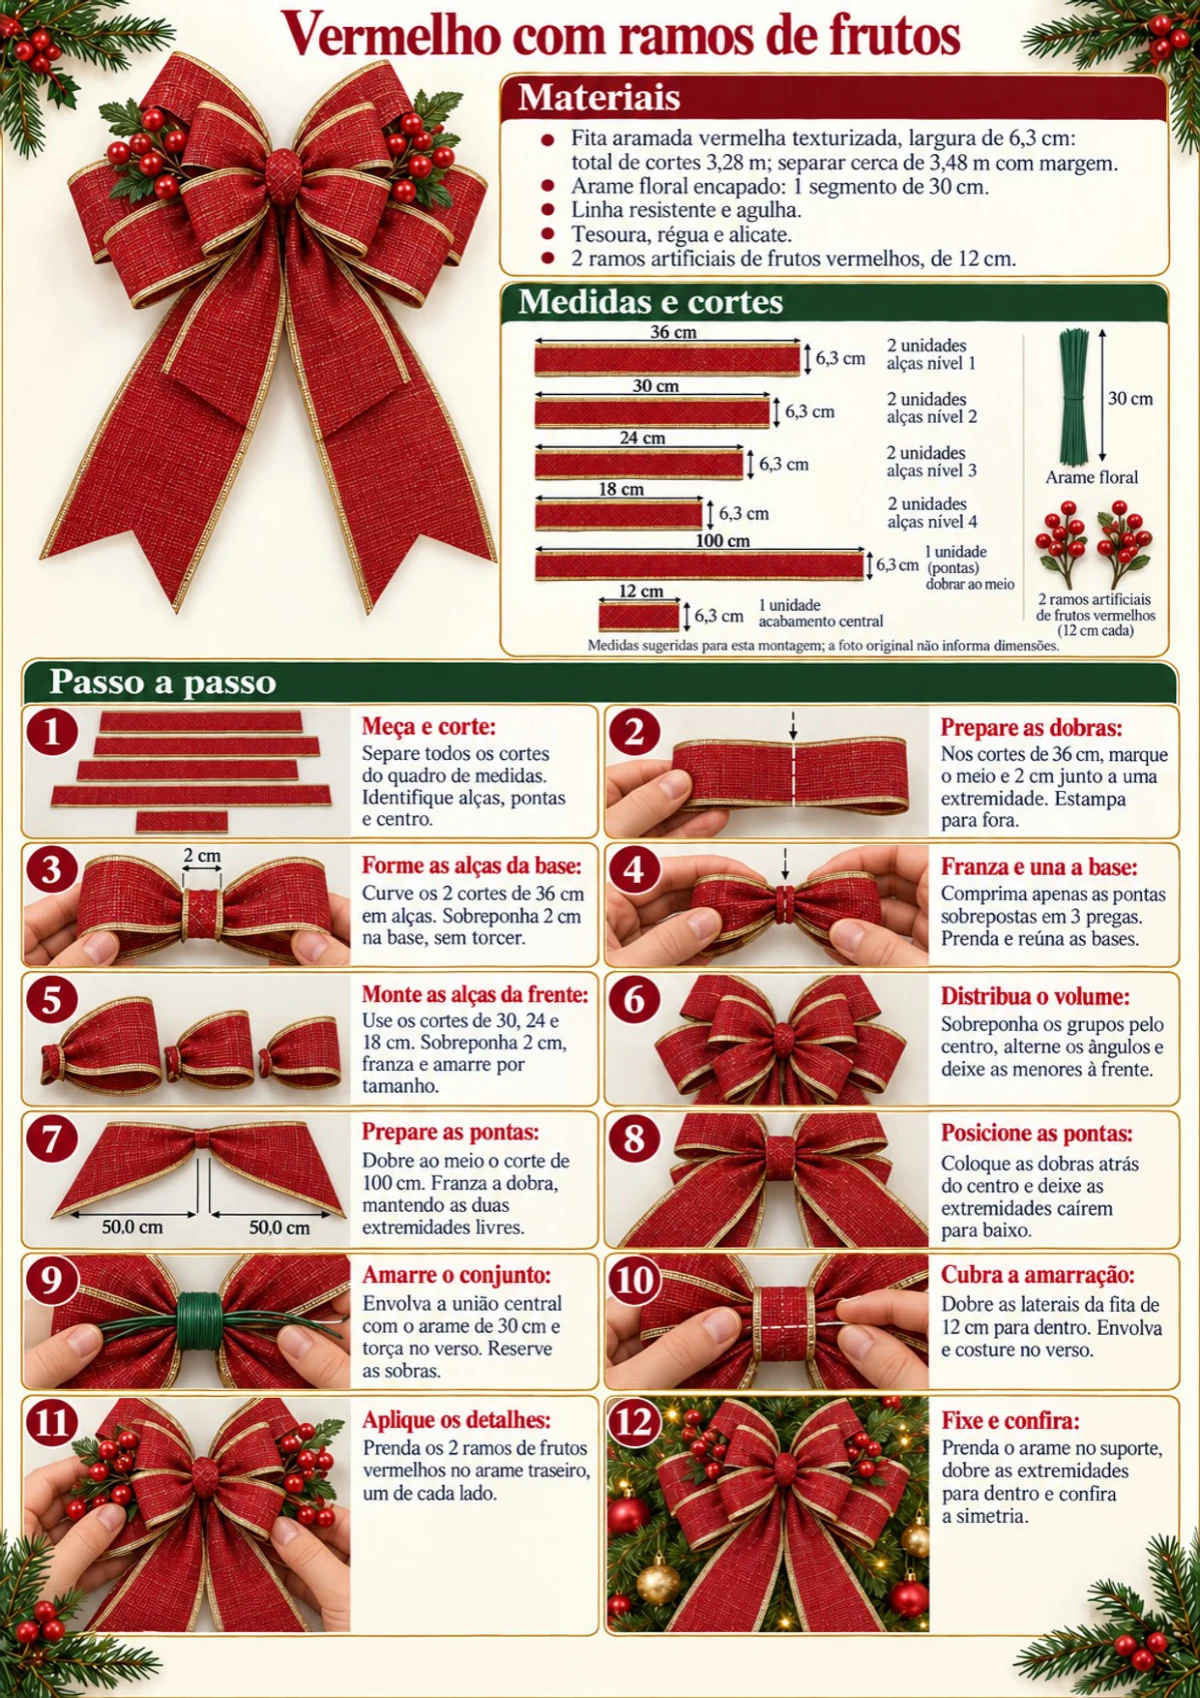 Vermelho com ramos de frutos
Materiais
Fita aramada vermelha texturizada, largura de 6,3 cm:
total de cortes 3,28 m; separar cerca de 3,48 m com margem.
Arame floral encapado: 1 segmento de 30 cm.
Linha resistente e agulha.
Tesoura, régua e alicate.
2 ramos artificiais de frutos vermelhos, de 12 cm.
Medidas e cortes
36 cm
6,3 cm
2 unidades
alças nível 1
30 cm
6,3 cm
2 unidades
alças nível 2
24 cm
6,3 cm
2 unidades
alças nível 3
18 cm
6,3 cm
2 unidades
alças nível 4
100 cm
6,3 cm
1 unidade
(pontas)
dobrar ao meio
12 cm
6,3 cm
1 unidade
acabamento central
30 cm
Arame floral
2 ramos artificiais
de frutos vermelhos
(12 cm cada)
Medidas sugeridas para esta montagem; a foto original não informa dimensões.
Passo a passo
1
Meça e corte:
Separe todos os cortes
do quadro de medidas.
Identifique alças, pontas
e centro.
2
Prepare as dobras:
Nos cortes de 36 cm, marque
o meio e 2 cm junto a uma
extremidade. Estampa
para fora.
3
2 cm
Forme as alças da base:
Curve os 2 cortes de 36 cm
em alças. Sobreponha 2 cm
na base, sem torcer.
4
Franza e una a base:
Comprima apenas as pontas
sobrepostas em 3 pregas.
Prenda e reúna as bases.
5
Monte as alças da frente:
Use os cortes de 30, 24 e
18 cm. Sobreponha 2 cm,
franza e amarre por
tamanho.
6
Distribua o volume:
Sobreponha os grupos pelo
centro, alterne os ângulos e
deixe as menores à frente.
7
50,0 cm
50,0 cm
Prepare as pontas:
Dobre ao meio o corte de
100 cm. Franza a dobra,
mantendo as duas
extremidades livres.
8
Posicione as pontas:
Coloque as dobras atrás
do centro e deixe as
extremidades caírem
para baixo.
9
Amarre o conjunto:
Envolva a união central
com o arame de 30 cm e
torça no verso. Reserve
as sobras.
10
Cubra a amarração:
Dobre as laterais da fita de
12 cm para dentro. Envolva
e costure no verso.
11
Aplique os detalhes:
Prenda os 2 ramos de frutos
vermelhos no arame traseiro,
um de cada lado.
12
Fixe e confira:
Prenda o arame no suporte,
dobre as extremidades
para dentro e confira
a simetria.